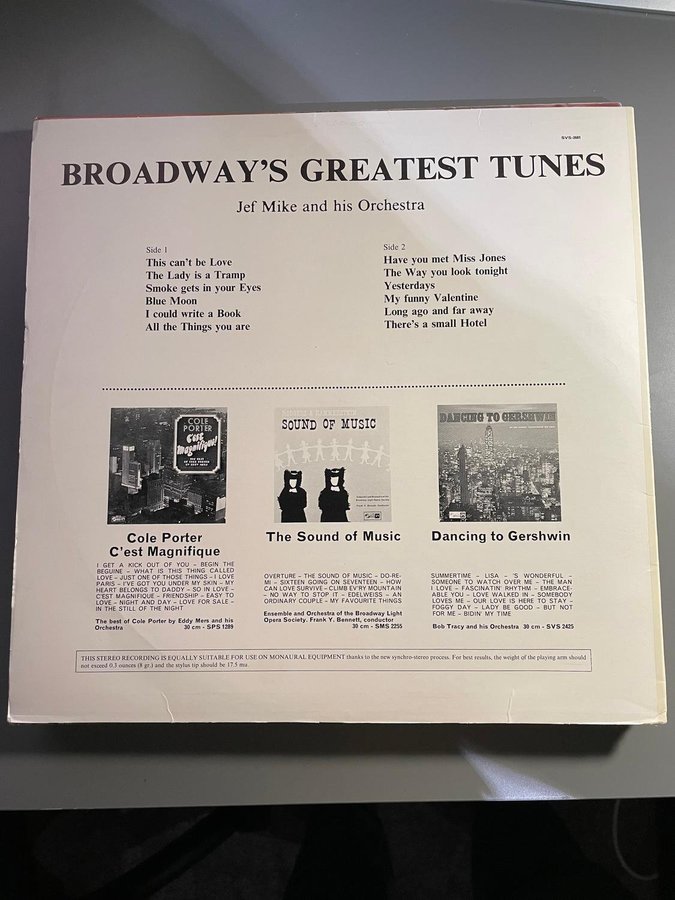 SVS-2681
BROADWAY'S GREATEST TUNES
Jef Mike and his Orchestra
Side 1
This can't be Love
The Lady is a Tramp
Smoke gets in your Eyes
Blue Moon
I could write a Book
All the Things you are
Side 2
Have you met Miss Jones
The Way you look tonight
Yesterdays
My funny Valentine
Long ago and far away
There's a small Hotel
COLE
PORTER
C'est
Magnifique!
SOUND OF MUSIC
DANCING TO GERSHWIN
Cole Porter
C'est Magnifique
I GET A KICK OUT OF YOU – BEGIN THE
BEGUINE – WHAT IS THIS THING CALLED
LOVE – JUST ONE OF THOSE THINGS – I LOVE
PARIS – I'VE GOT YOU UNDER MY SKIN – MY
HEART BELONGS TO DADDY – SO IN LOVE –
C'EST MAGNIFIQUE – FRIENDSHIP – EASY TO
LOVE – NIGHT AND DAY – LOVE FOR SALE –
IN THE STILL OF THE NIGHT
The best of Cole Porter by Eddy Mers and his
Orchestra 30 cm - SPS 1289
The Sound of Music
OVERTURE – THE SOUND OF MUSIC – DO-RE-
MI – SIXTEEN GOING ON SEVENTEEN – HOW
CAN LOVE SURVIVE – CLIMB EV'RY MOUNTAIN
– NO WAY TO STOP IT – EDELWEISS – AN
ORDINARY COUPLE – MY FAVOURITE THINGS
Ensemble and Orchestra of the Broadway Light
Opera Society. Frank Y. Bennett, conductor
30 cm - SMS 2255
Dancing to Gershwin
SUMMERTIME – LISA – 'S WONDERFUL –
SOMEONE TO WATCH OVER ME – THE MAN
I LOVE – FASCINATIN' RHYTHM – EMBRACE-
ABLE YOU – LOVE WALKED IN – SOMEBODY
LOVES ME – OUR LOVE IS HERE TO STAY –
FOGGY DAY – LADY BE GOOD – BUT NOT
FOR ME – BIDIN' MY TIME
Bob Tracy and his Orchestra 30 cm - SVS 2425
THIS STEREO RECORDING IS EQUALLY SUITABLE FOR USE ON MONAURAL EQUIPMENT thanks to the new synchro-stereo process. For best results, the weight of the playing arm should
not exceed 0.3 ounces (8 gr.) and the stylus tip should be 17.5 mu.